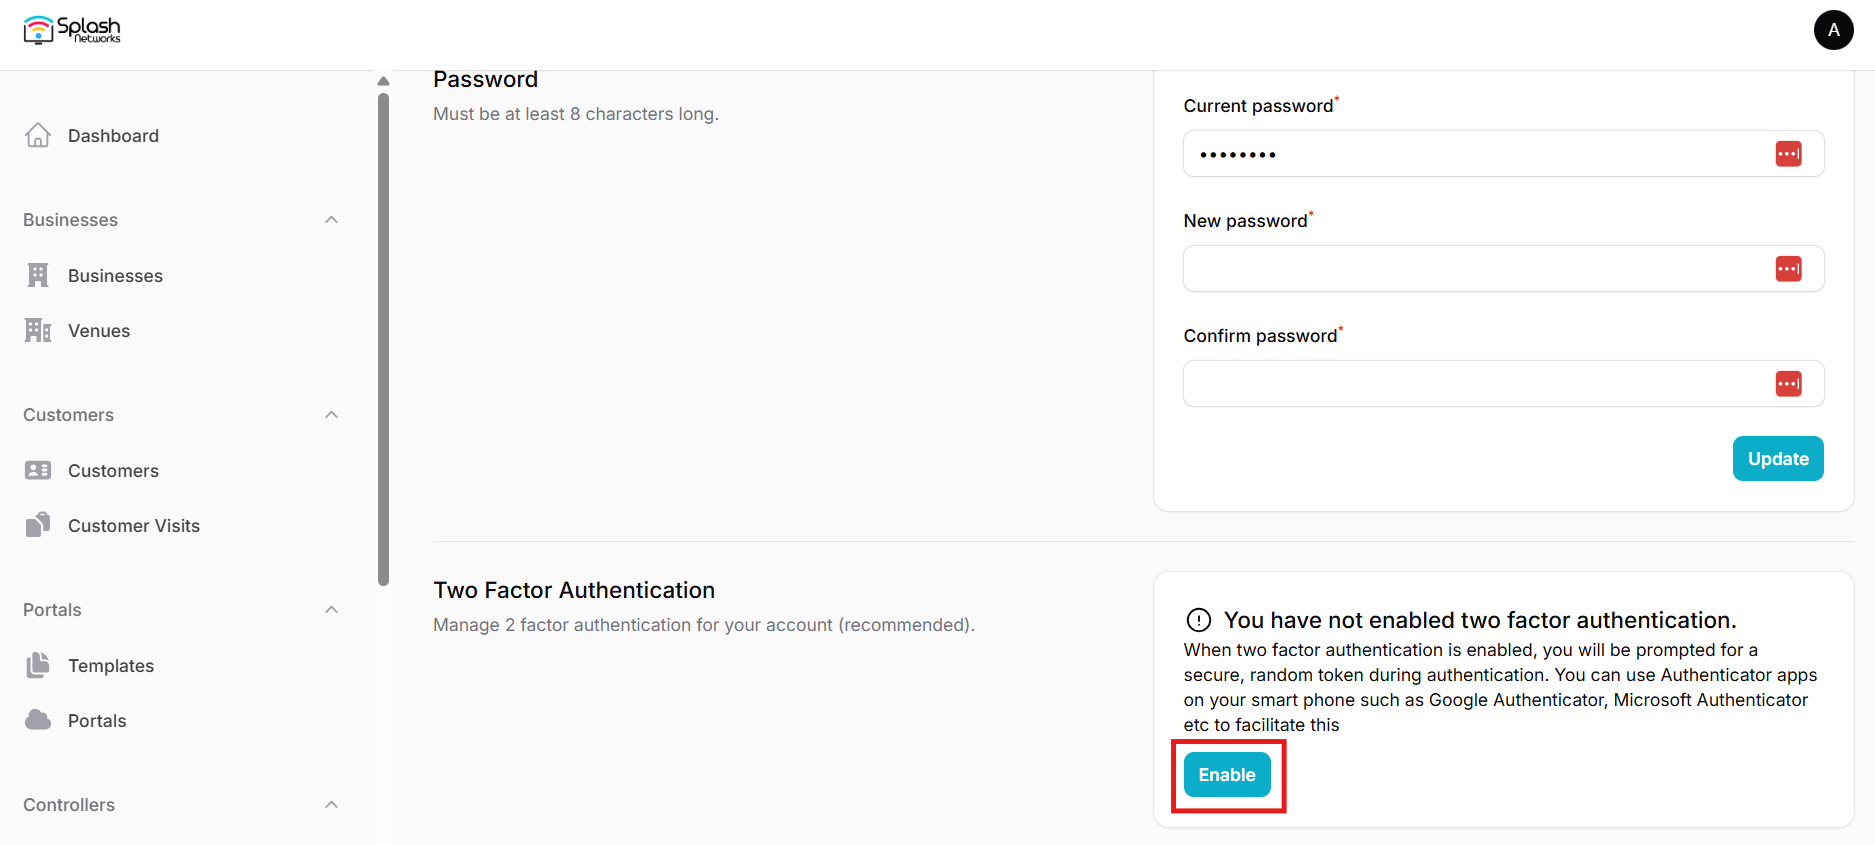 Splash
Networks
A
Dashboard
Businesses
Businesses
Venues
Customers
Customers
Customer Visits
Portals
Templates
Portals
Controllers
Password
Must be at least 8 characters long.
Current password*
••••••••
New password*
Confirm password*
Update
Two Factor Authentication
Manage 2 factor authentication for your account (recommended).
You have not enabled two factor authentication.
When two factor authentication is enabled, you will be prompted for a
secure, random token during authentication. You can use Authenticator apps
on your smart phone such as Google Authenticator, Microsoft Authenticator
etc to facilitate this
Enable